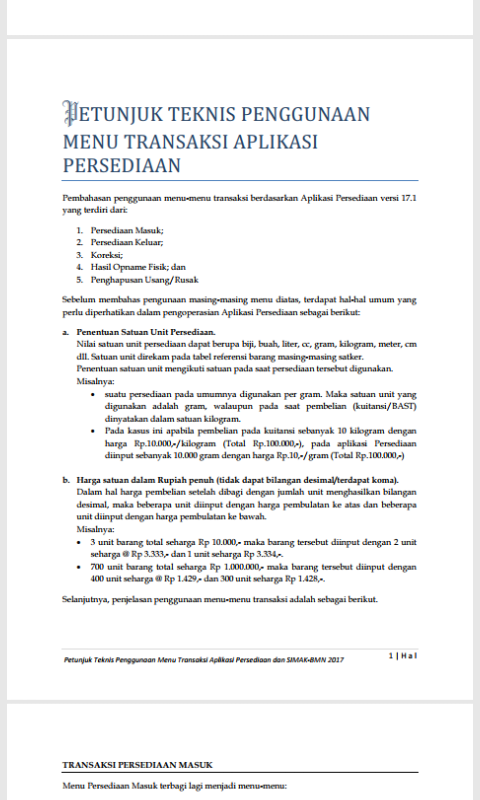 PETUNJUK TEKNIS PENGGUNAAN
MENU TRANSAKSI APLIKASI
PERSEDIAAN
Pembahasan penggunaan menu-menu transaksi berdasarkan Aplikasi Persediaan versi 17.1
yang terdiri dari:
1. Persediaan Masuk;
2. Persediaan Keluar;
3. Koreksi;
4. Hasil Opname Fisik; dan
5. Penghapusan Usang/Rusak
Sebelum membahas pengunaan masing-masing menu diatas, terdapat hal-hal umum yang
perlu diperhatikan dalam pengoperasian Aplikasi Persediaan sebagai berikut:
a. Penentuan Satuan Unit Persediaan.
Nilai satuan unit persediaan dapat berupa biji, buah, liter, cc, gram, kilogram, meter, cm
dll. Satuan unit direkam pada tabel referensi barang masing-masing satker.
Penentuan satuan unit mengikuti satuan pada saat persediaan tersebut digunakan.
Misalnya:
• suatu persediaan pada umumnya digunakan per gram. Maka satuan unit yang
digunakan adalah gram, walaupun pada saat pembelian (kuitansi/BAST)
dinyatakan dalam satuan kilogram.
• Pada kasus ini apabila pembelian pada kuitansi sebanyak 10 kilogram dengan
harga Rp.10.000,-/kilogram (Total Rp.100.000,-), pada aplikasi Persediaan
diinput sebanyak 10.000 gram dengan harga Rp.10,-/gram (Total Rp.100.000,-)
b. Harga satuan dalam Rupiah penuh (tidak dapat bilangan desimal/terdapat koma).
Dalam hal harga pembelian setelah dibagi dengan jumlah unit menghasilkan bilangan
desimal, maka beberapa unit diinput dengan harga pembulatan ke atas dan beberapa
unit diinput dengan harga pembulatan ke bawah.
Misalnya:
• 3 unit barang total seharga Rp 10.000,- maka barang tersebut diinput dengan 2 unit
seharga @ Rp 3.333,- dan 1 unit seharga Rp 3.334,-.
• 700 unit barang total seharga Rp 1.000.000,- maka barang tersebut diinput dengan
400 unit seharga @ Rp 1.429,- dan 300 unit seharga Rp 1.428,-.
Selanjutnya, penjelasan penggunaan menu-menu transaksi adalah sebagai berikut.
Petunjuk Teknis Penggunaan Menu Transaksi Aplikasi Persediaan dan SIMAK-BMN 2017
1 | Hal
TRANSAKSI PERSEDIAAN MASUK
Menu Persediaan Masuk terbagi lagi menjadi menu-menu: